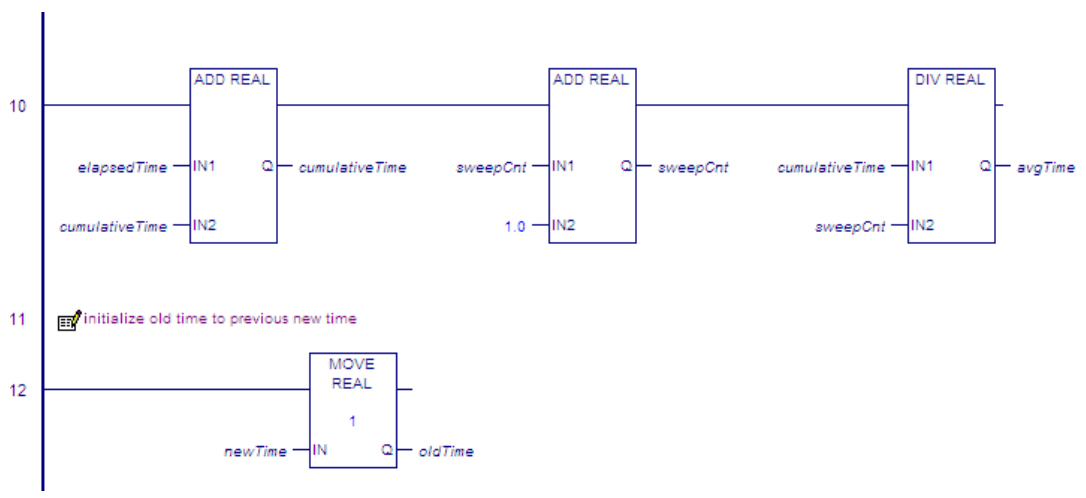 ADD REAL ADD REAL DIV REAL
10
elapsedTime IN1 Q cumulativeTime sweepCnt IN1 Q sweepCnt cumulativeTime IN1 Q avgTime
cumulativeTime IN2 1.0 IN2 sweepCnt IN2
11 initialize old time to previous new time
MOVE
12 REAL
1
newTime IN Q oldTime